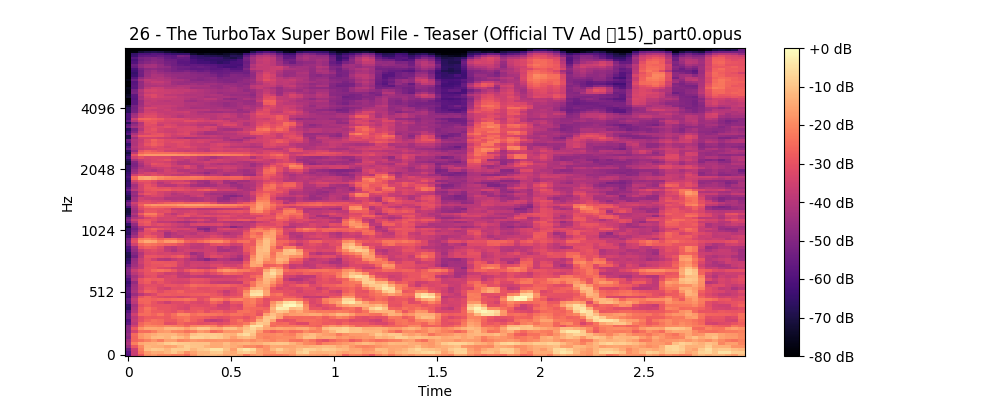 26 - The TurboTax Super Bowl File - Teaser (Official TV Ad ▯15)_part0.opus
+0 dB
4096
-10 dB
-20 dB
2048
-30 dB
Hz
-40 dB
1024
-50 dB
512
-60 dB
-70 dB
0
-80 dB
0 0.5 1 1.5 2 2.5
Time